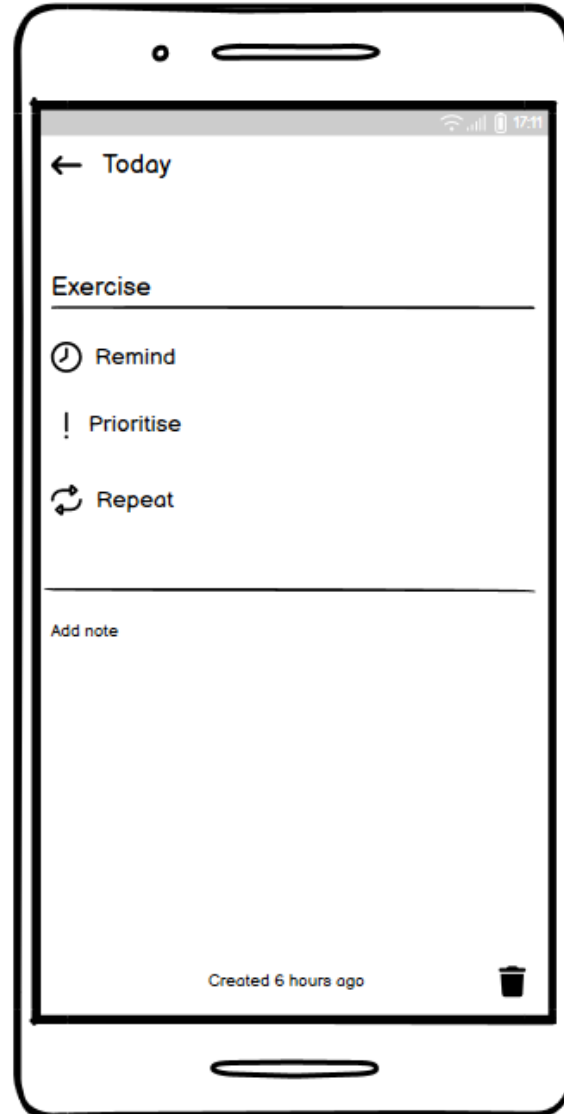 17:11
Today
Exercise
Remind
! Prioritise
Repeat
Add note
Created 6 hours ago